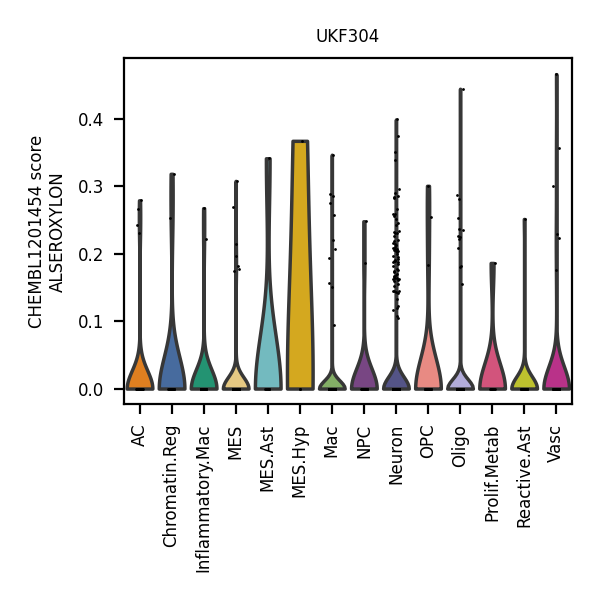 UKF304
CHEMBL1201454 score
ALSEROXYLON
0.4
0.3
0.2
0.1
0.0
AC
Chromatin.Reg
Inflammatory.Mac
MES
MES.Ast
MES.Hyp
Mac
NPC
Neuron
OPC
Oligo
Prolif.Metab
Reactive.Ast
Vasc